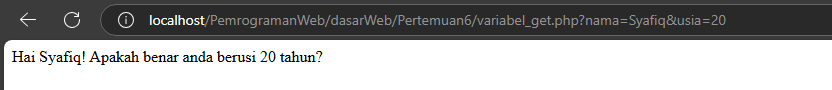 localhost/PemrogramanWeb/dasarWeb/Pertemuan6/variabel_get.php?nama=Syafiq&usia=20
Hai Syafiq! Apakah benar anda berusi 20 tahun?